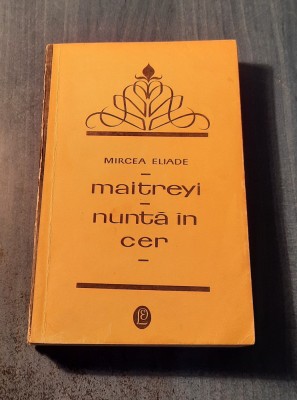 MIRCEA ELIADE
maitreyi
nuntă în
cer